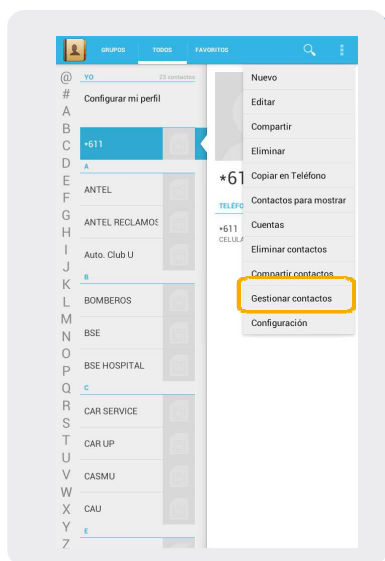 GRUPOS TODOS FAVORITOS
@
#
A
B
C
D
E
F
G
H
I
J
K
L
M
N
O
P
Q
R
S
T
U
V
W
X
Y
Z
YO 23 contactos
Configurar mi perfil
*611
A
ANTEL
ANTEL RECLAMOS
Auto. Club U
B
BOMBEROS
BSE
BSE HOSPITAL
C
CAR SERVICE
CAR UP
CASMU
CAU
E
*61
TELÉFO
*611
CELULA
Nuevo
Editar
Compartir
Eliminar
Copiar en Teléfono
Contactos para mostrar
Cuentas
Eliminar contactos
Compartir contactos
Gestionar contactos
Configuración